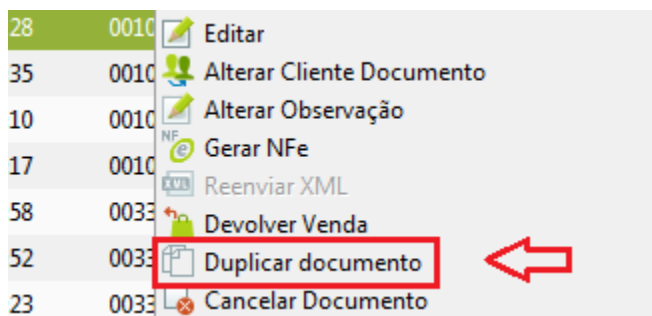 28 0010 Editar
35 0010 Alterar Cliente Documento
10 0010 Alterar Observação
NF e
17 0010 Gerar NFe
XML Reenviar XML
58 0033 Devolver Venda
52 0033 Duplicar documento
23 0033 Cancelar Documento